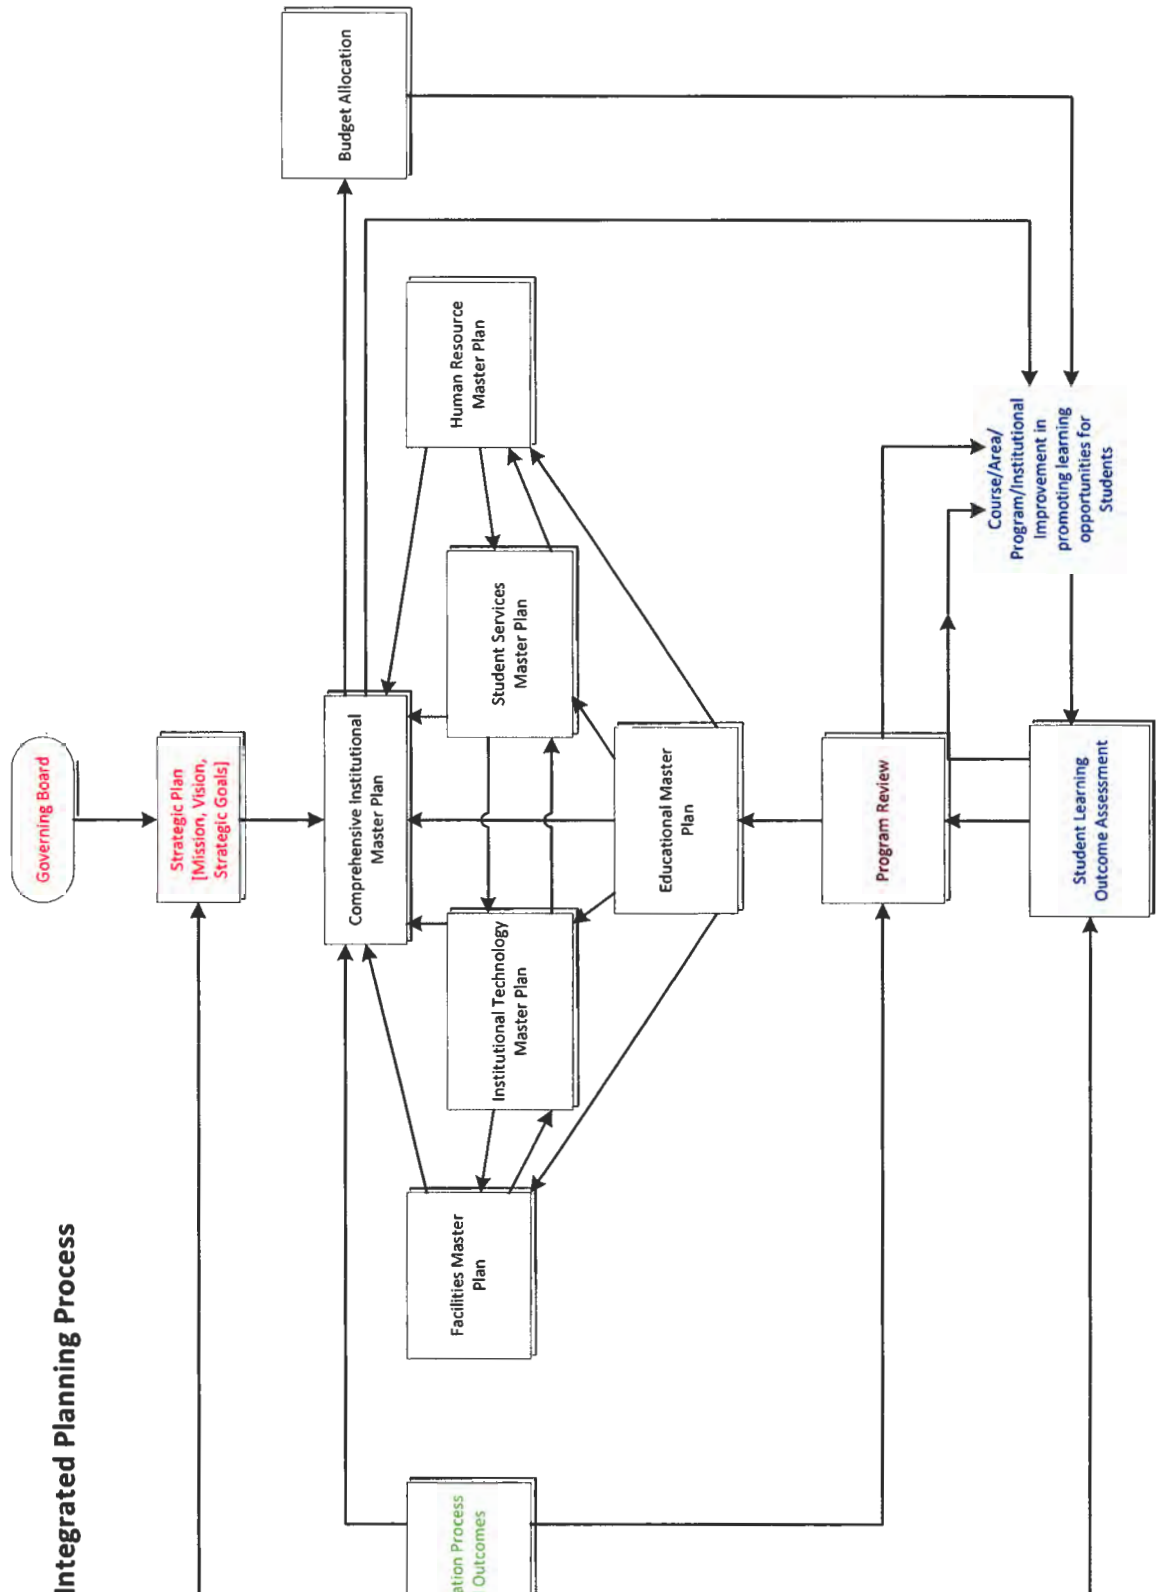 Integrated Planning Process
Governing Board
Strategic Plan
[Mission, Vision,
Strategic Goals]
Comprehensive Institutional
Master Plan
Budget Allocation
Facilities Master
Plan
Institutional Technology
Master Plan
Student Services
Master Plan
Human Resource
Master Plan
Educational Master
Plan
Process
Outcomes
Program Review
Student Learning
Outcome Assessment
Course/Area/
Program/Institutional
Improvement in
promoting learning
opportunities for
Students